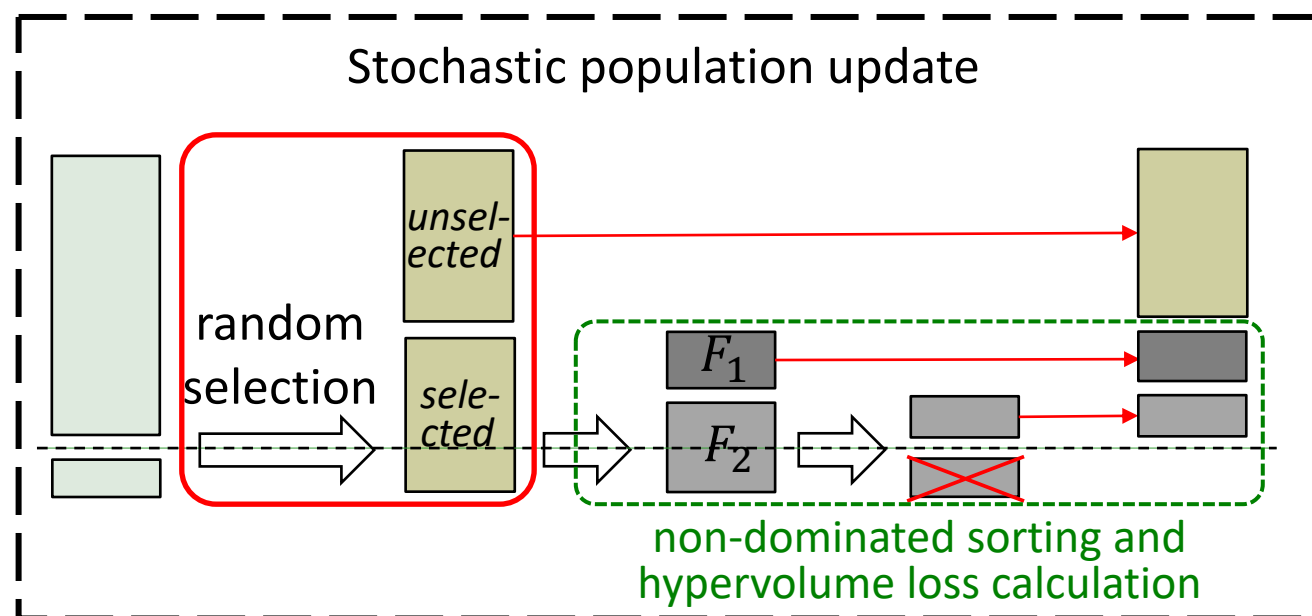 Stochastic population update
unsel-
ected
random
selection
sele-
cted
F₁
F₂
non-dominated sorting and
hypervolume loss calculation